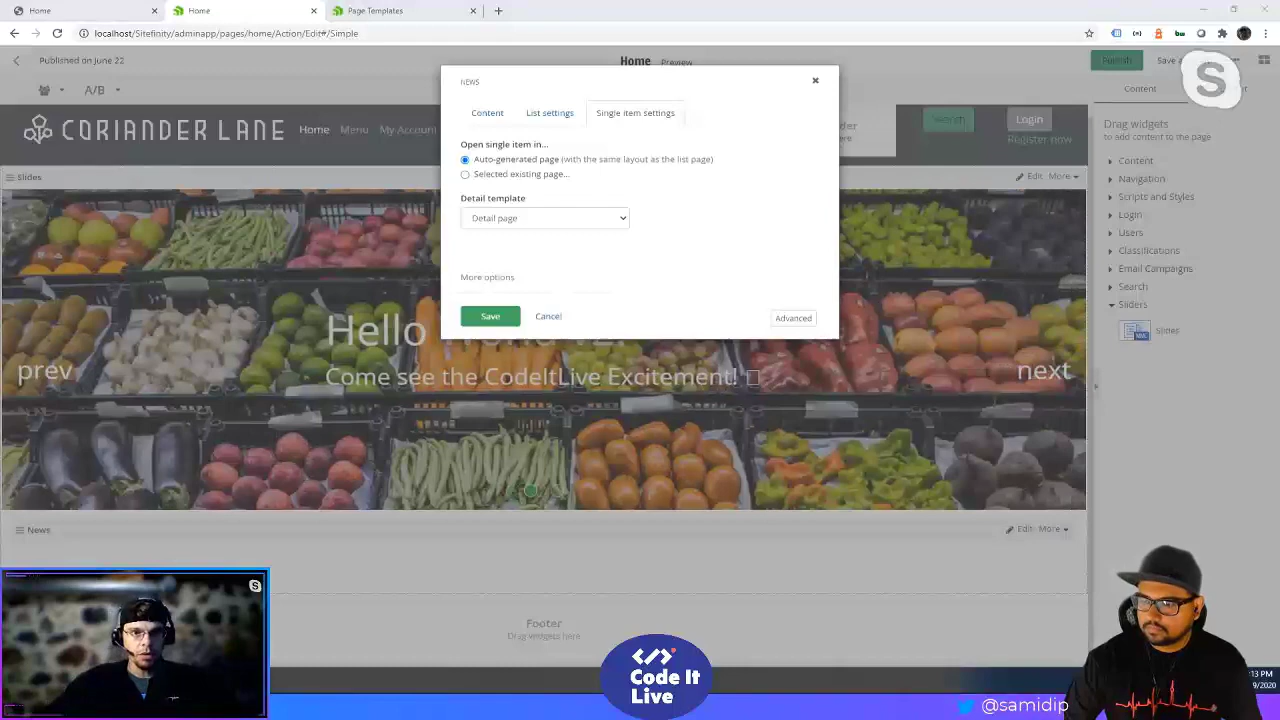 Home
Home
Page Templates
localhost/Sitefinity/adminapp/pages/home/Action/Edit#/Simple
Published on June 22
Home Preview
Publish
Save a
A/B
Content
CORIANDER LANE
Home Menu My Account
Search
Login
Register now
Drag widgets
to add content to the page
Content
Navigation
Scripts and Styles
Login
Users
Classifications
Email Campaigns
Search
Sliders
Slides
NEWS
Content
List settings
Single item settings
Open single item in...
Auto-generated page (with the same layout as the list page)
Selected existing page...
Detail template
Detail page
More options
Save
Cancel
Advanced
Slides
Edit More
Hello
Come see the CodeItLive Excitement!
prev
next
News
Edit More
Footer
Drag widgets here
Code It
Live
@samidip
:13 PM
9/2020